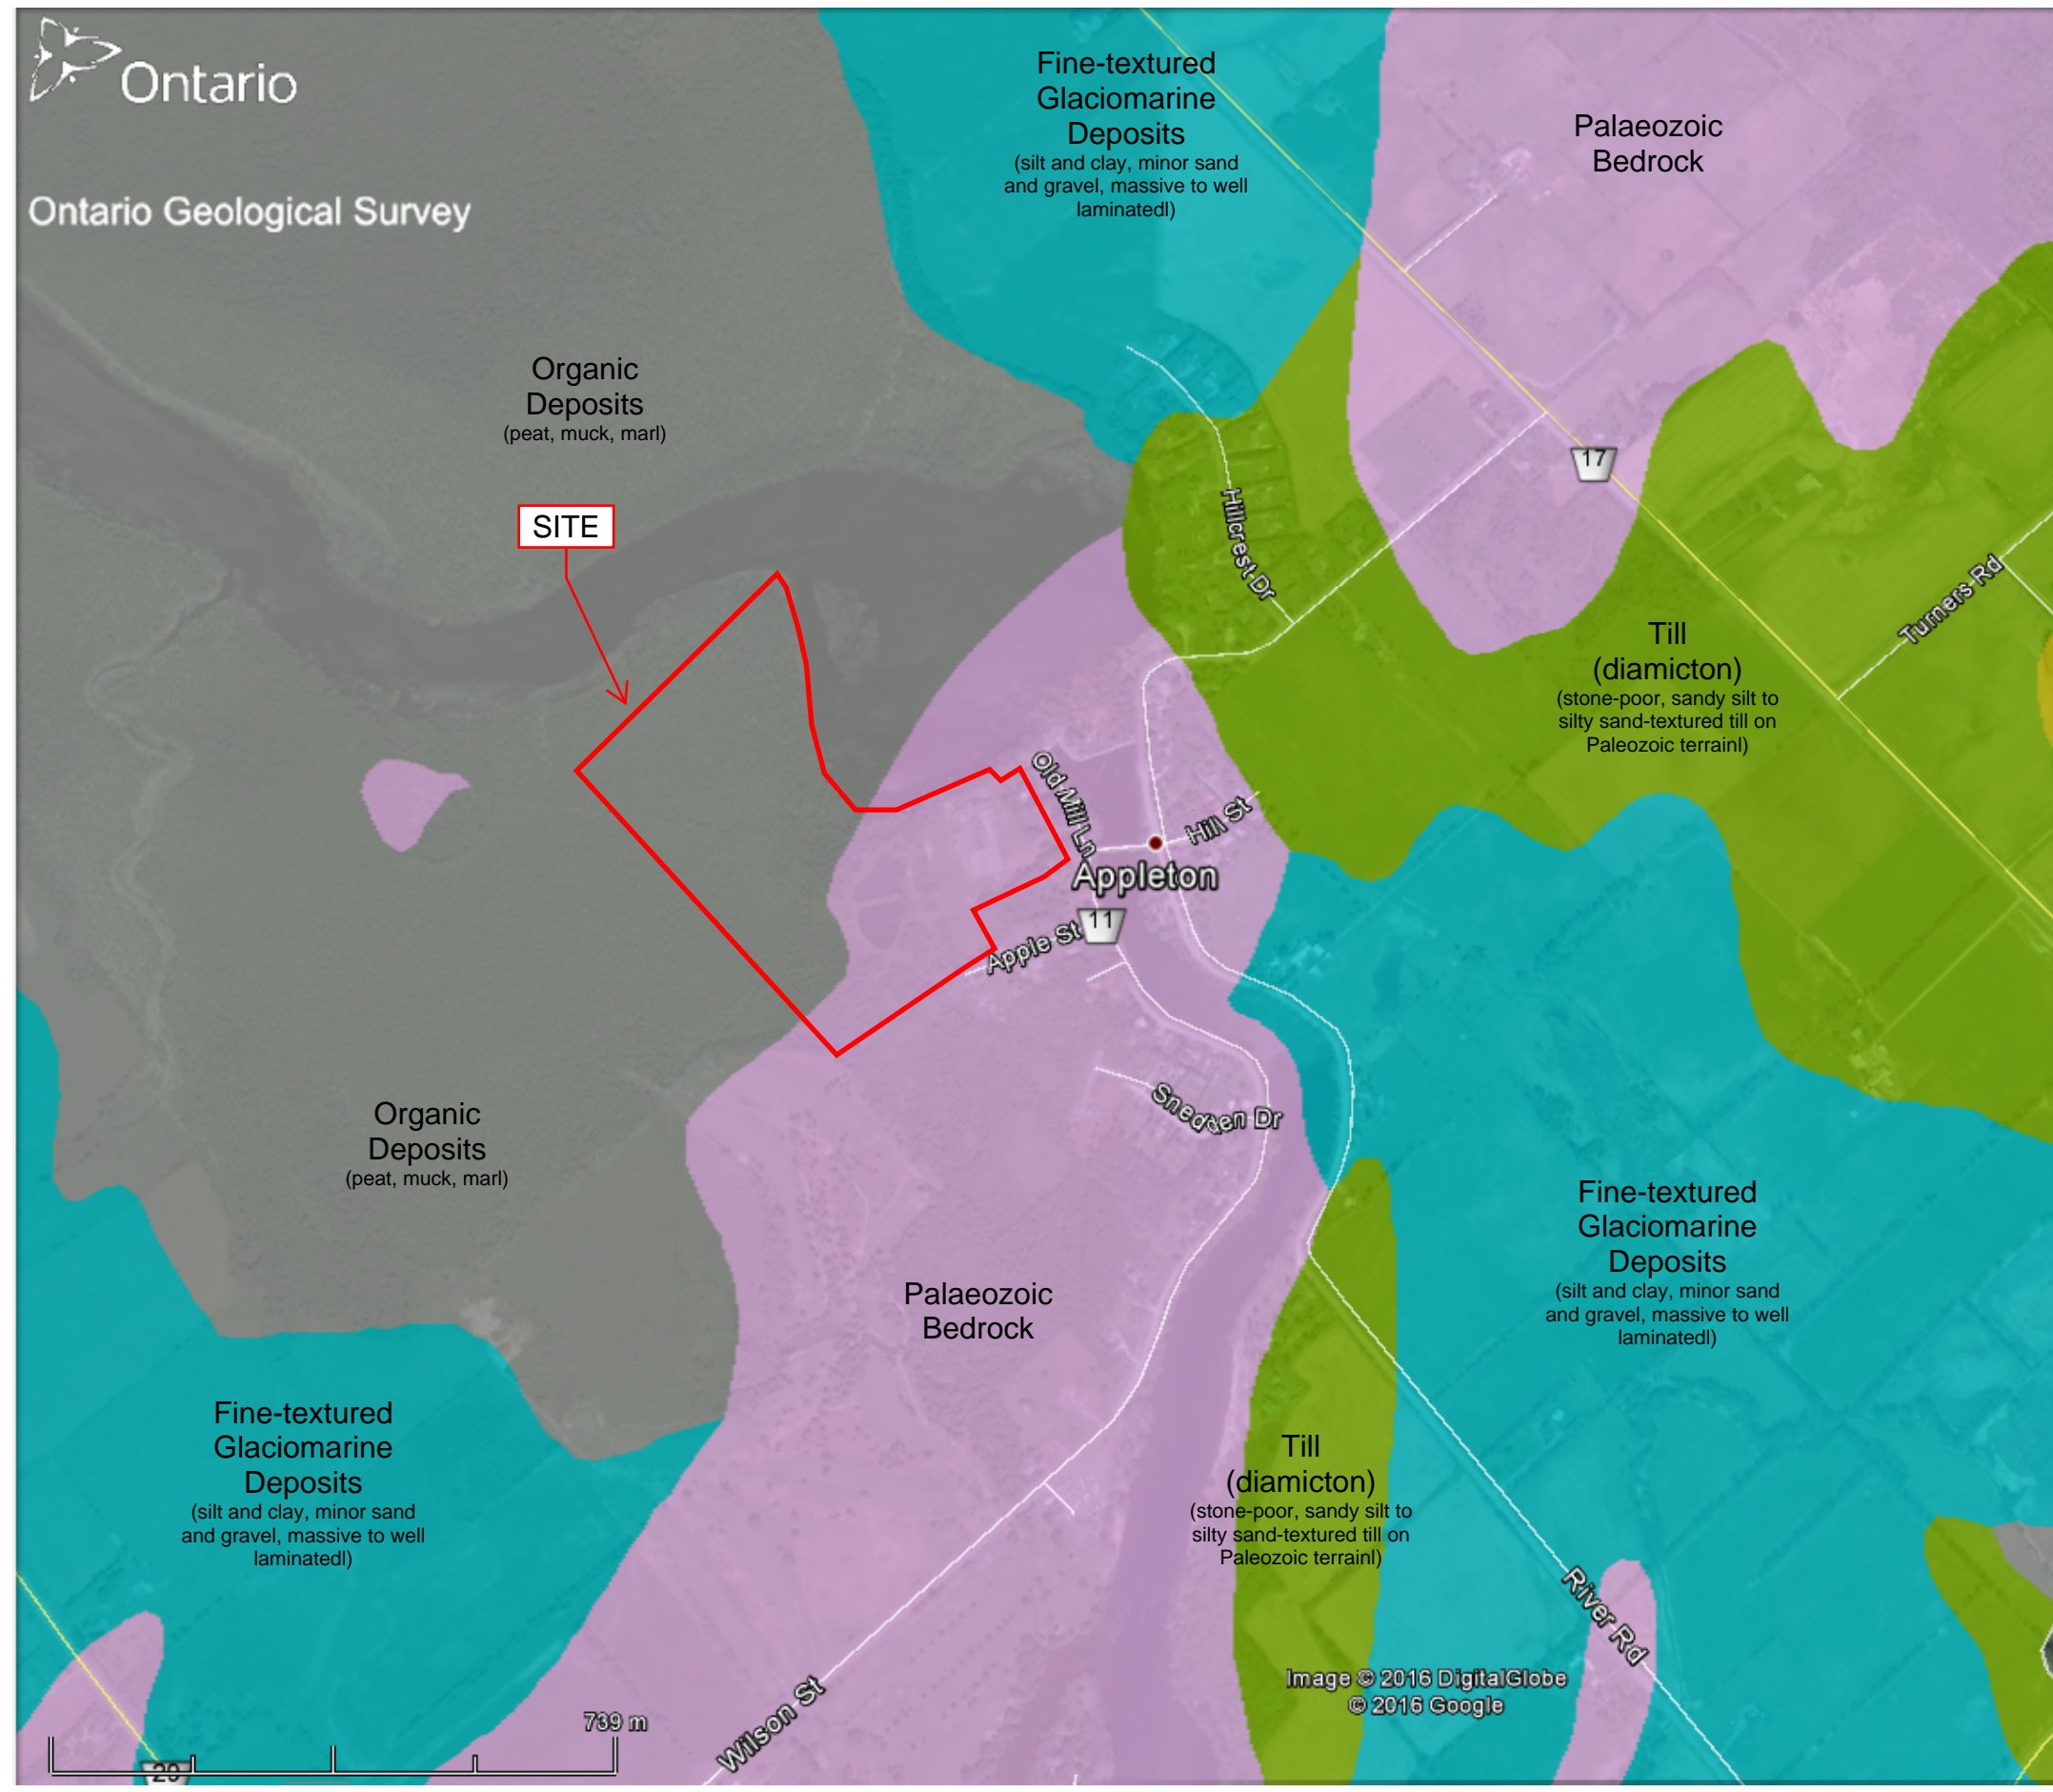 Ontario
Ontario Geological Survey
Fine-textured
Glaciomarine
Deposits
(silt and clay, minor sand
and gravel, massive to well
laminatedl)
Palaeozoic
Bedrock
Organic
Deposits
(peat, muck, marl)
SITE
17
Hillcrest Dr
Turners Rd
Till
(diamicton)
(stone-poor, sandy silt to
silty sand-textured till on
Paleozoic terrainl)
Old Mill Ln
Hill St
Appleton
11
Apple St
Snedden Dr
Organic
Deposits
(peat, muck, marl)
Fine-textured
Glaciomarine
Deposits
(silt and clay, minor sand
and gravel, massive to well
laminatedl)
Palaeozoic
Bedrock
Fine-textured
Glaciomarine
Deposits
(silt and clay, minor sand
and gravel, massive to well
laminatedl)
Till
(diamicton)
(stone-poor, sandy silt to
silty sand-textured till on
Paleozoic terrainl)
River Rd
Image © 2016 DigitalGlobe
© 2016 Google
Wilson St
739 m
29